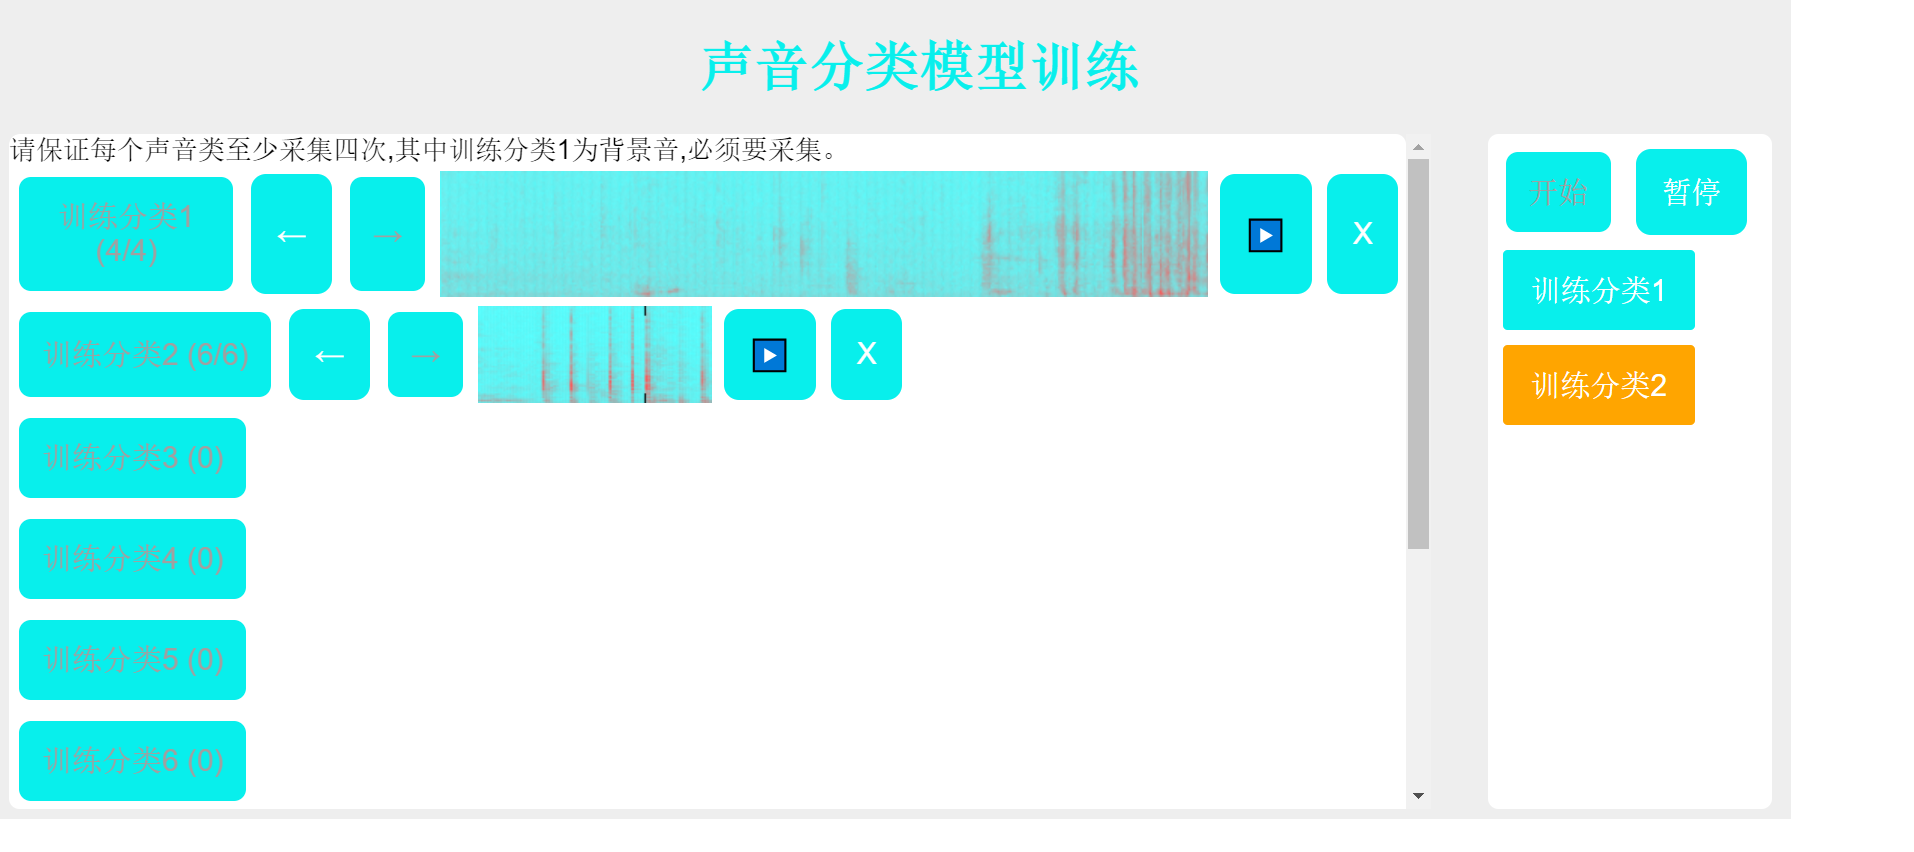 声音分类模型训练
请保证每个声音类至少采集四次,其中训练分类1为背景音,必须要采集。
训练分类1
(4/4)
←
→
X
训练分类2 (6/6)
←
→
X
训练分类3 (0)
训练分类4 (0)
训练分类5 (0)
训练分类6 (0)
开始
暂停
训练分类1
训练分类2